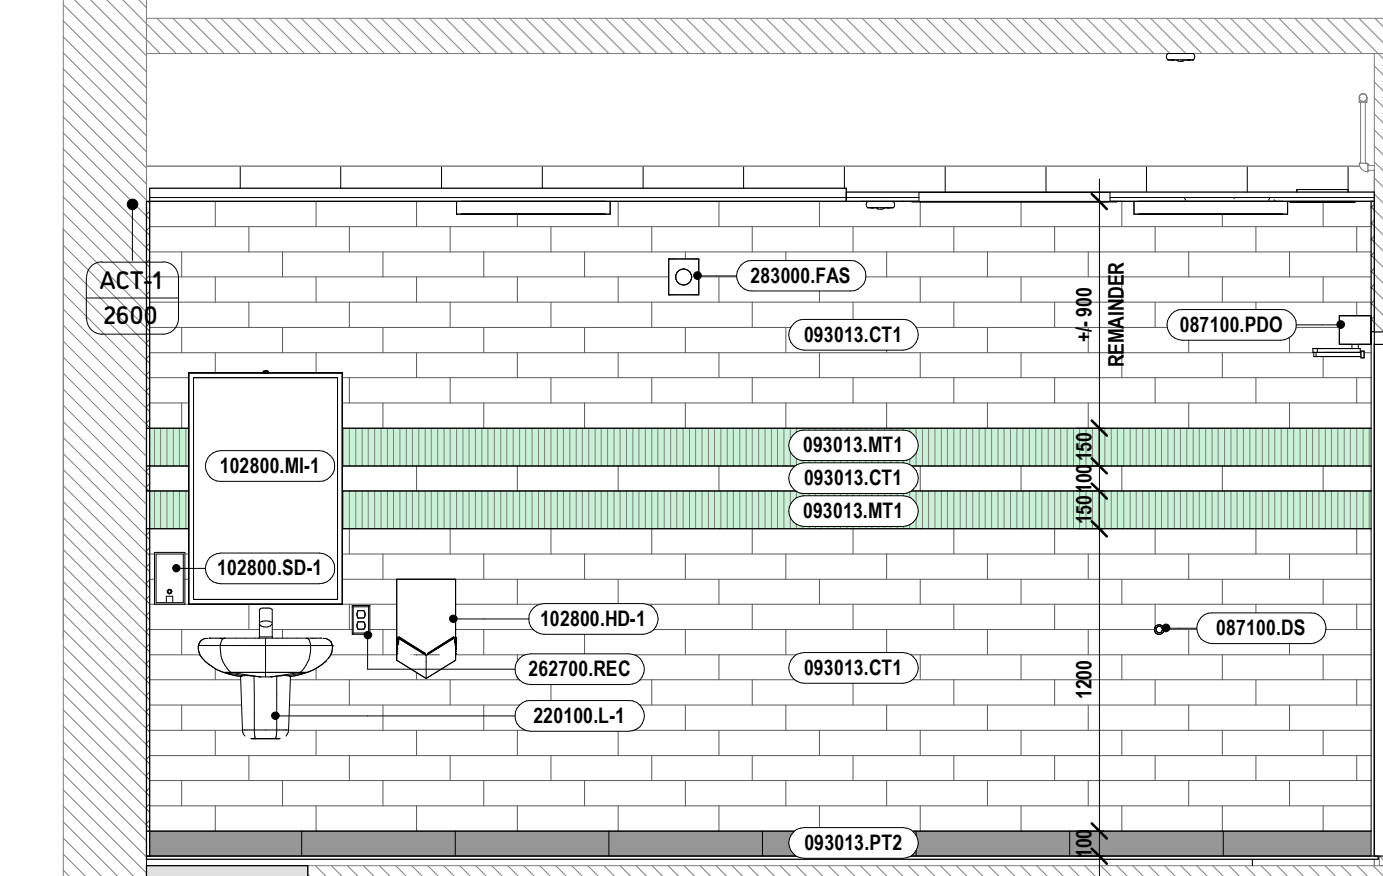 ACT-1
2600
283000.FAS
093013.CT1
+/- 900
REMAINDER
087100.PDO
093013.MT1
150
102800.MI-1
093013.CT1
100
093013.MT1
150
102800.SD-1
102800.HD-1
087100.DS
262700.REC
093013.CT1
1200
220100.L-1
093013.PT2
100